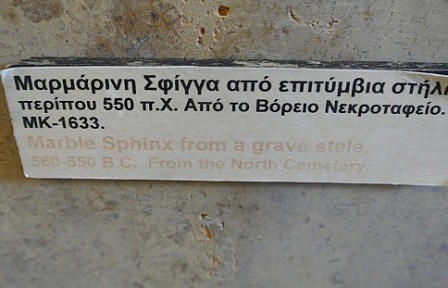 Μαρμάρινη Σφίγγα από επιτύμβια στήλη
περίπου 550 π.Χ. Από το Βόρειο Νεκροταφείο.
ΜΚ-1633.
Marble Sphinx from a grave stele,
560-550 B.C. From the North Cemetery.